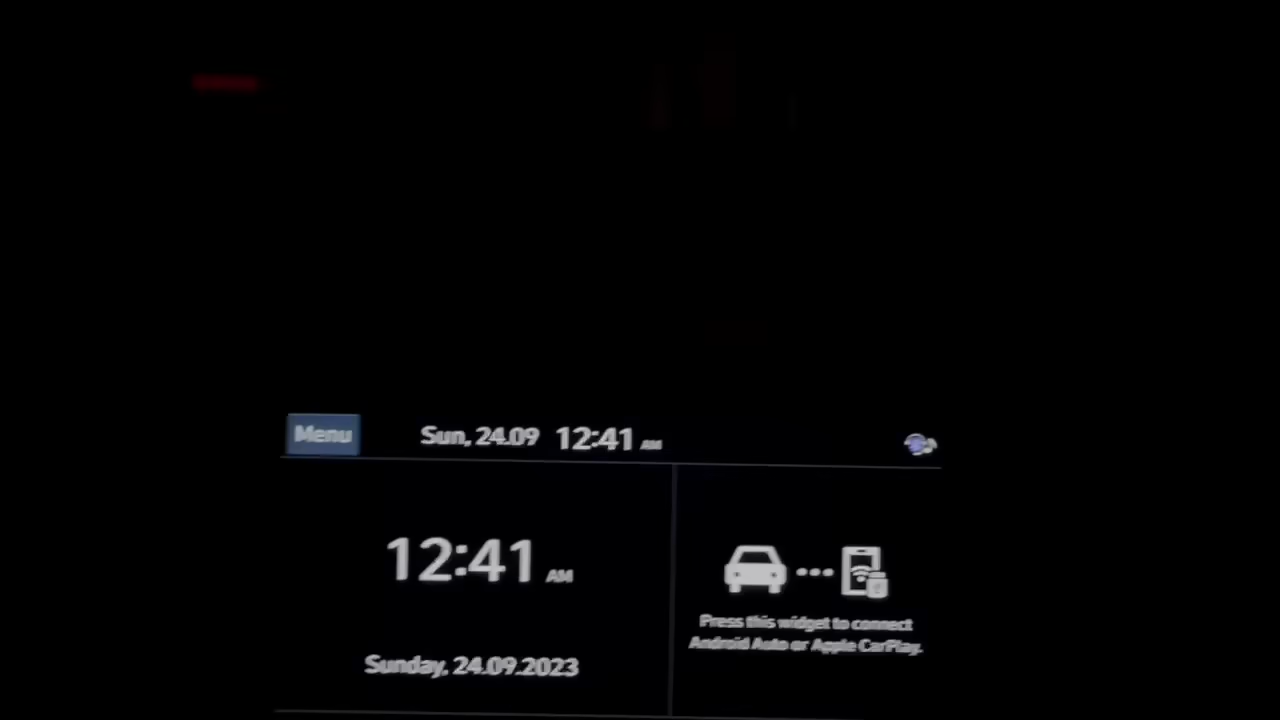 Menu
Sun, 24.09 12:41 AM
12:41 AM
Sunday, 24.09.2023
Press this widget to connect
Android Auto or Apple CarPlay.